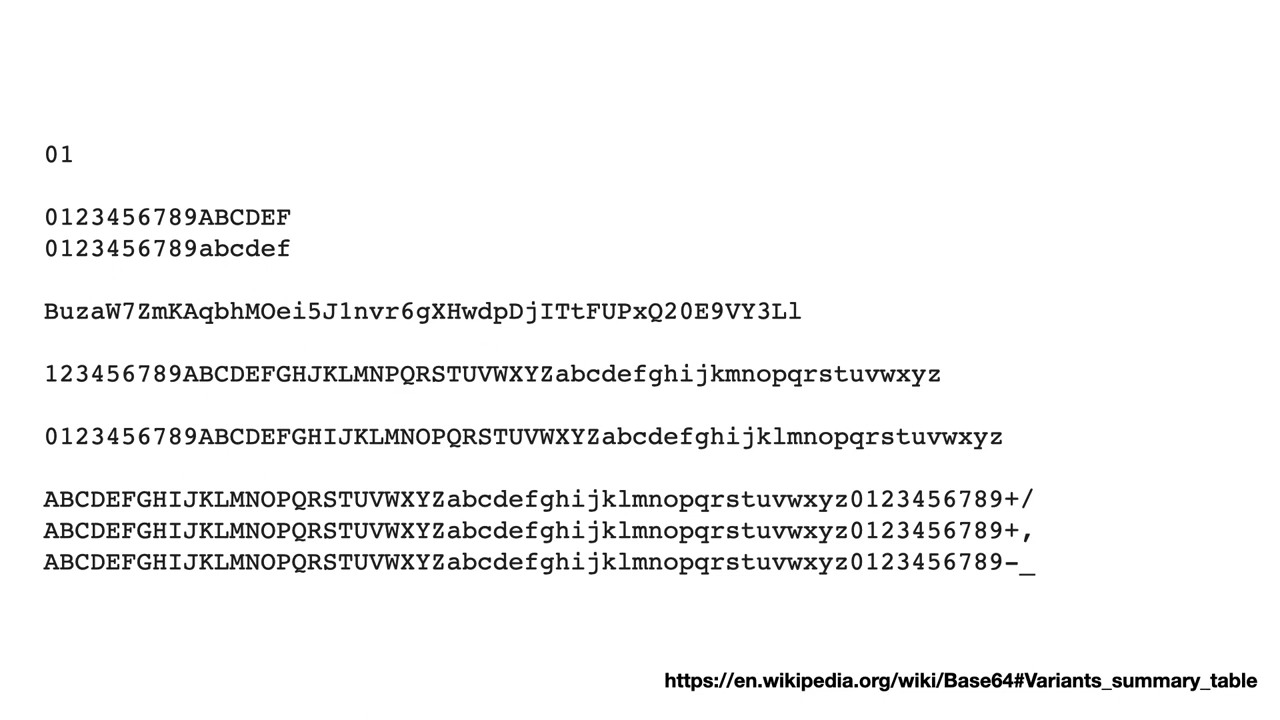 01
0123456789ABCDEF
0123456789abcdef
BuzaW7ZmKAqbhMOei5J1nvr6gXHwdpDjITtFUPxQ20E9VY3Ll
123456789ABCDEFGHJKLMNPQRSTUVWXYZabcdefghijkmnopqrstuvwxyz
0123456789ABCDEFGHIJKLMNOPQRSTUVWXYZabcdefghijklmnopqrstuvwxyz
ABCDEFGHIJKLMNOPQRSTUVWXYZabcdefghijklmnopqrstuvwxyz0123456789+/
ABCDEFGHIJKLMNOPQRSTUVWXYZabcdefghijklmnopqrstuvwxyz0123456789+,
ABCDEFGHIJKLMNOPQRSTUVWXYZabcdefghijklmnopqrstuvwxyz0123456789-_
https://en.wikipedia.org/wiki/Base64#Variants_summary_table